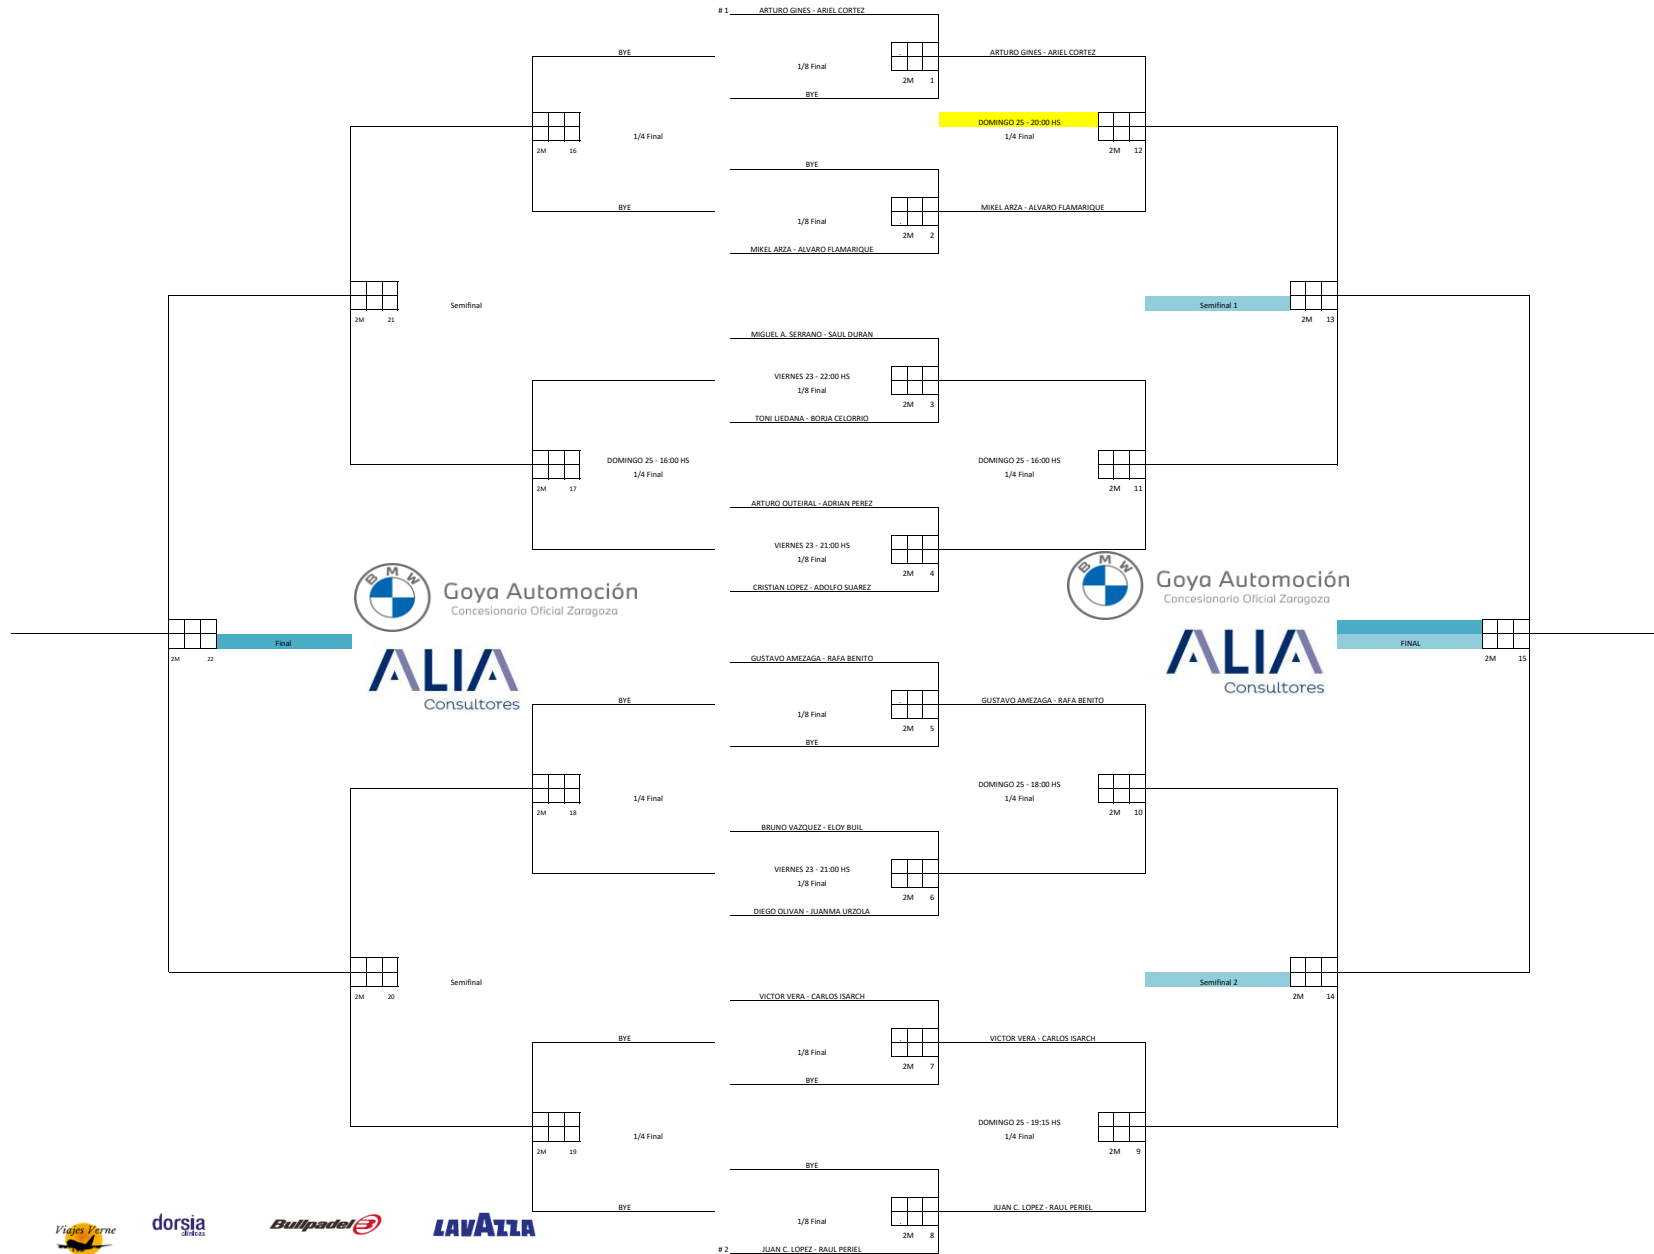 # 1 ARTURO GINES - ARIEL CORTEZ
BYE
1/8 Final
ARTURO GINES - ARIEL CORTEZ
2M 1
BYE
DOMINGO 25 - 20:00 HS
1/4 Final
1/4 Final
2M 16
2M 12
BYE
BYE
1/8 Final
MIKEL ARZA - ALVARO FLAMARIQUE
2M 2
MIKEL ARZA - ALVARO FLAMARIQUE
Semifinal
Semifinal 1
2M 21
2M 13
MIGUEL A. SERRANO - SAUL DURAN
VIERNES 23 - 22:00 HS
1/8 Final
2M 3
TONI LIEDANA - BORJA CELORRIO
DOMINGO 25 - 16:00 HS
1/4 Final
DOMINGO 25 - 16:00 HS
1/4 Final
2M 17
2M 11
ARTURO OUTEIRAL - ADRIAN PEREZ
VIERNES 23 - 21:00 HS
1/8 Final
2M 4
CRISTIAN LOPEZ - ADOLFO SUAREZ
BMW
Goya Automoción
Concesionario Oficial Zaragoza
BMW
Goya Automoción
Concesionario Oficial Zaragoza
Final
FINAL
2M 22
2M 15
ALIA
Consultores
ALIA
Consultores
GUSTAVO AMEZAGA - RAFA BENITO
BYE
1/8 Final
GUSTAVO AMEZAGA - RAFA BENITO
2M 5
BYE
1/4 Final
DOMINGO 25 - 18:00 HS
1/4 Final
2M 18
2M 10
BRUNO VAZQUEZ - ELOY BUIL
VIERNES 23 - 21:00 HS
1/8 Final
2M 6
DIEGO OLIVAN - JUANMA URZOLA
Semifinal
Semifinal 2
2M 20
2M 14
VICTOR VERA - CARLOS ISARCH
BYE
1/8 Final
VICTOR VERA - CARLOS ISARCH
2M 7
BYE
1/4 Final
DOMINGO 25 - 19:15 HS
1/4 Final
2M 19
2M 9
BYE
BYE
1/8 Final
JUAN C. LOPEZ - RAUL PERIEL
2M 8
# 2 JUAN C. LOPEZ - RAUL PERIEL
Viajes Verne
dorsia
clínicas
Bullpadel
LAVAZZA